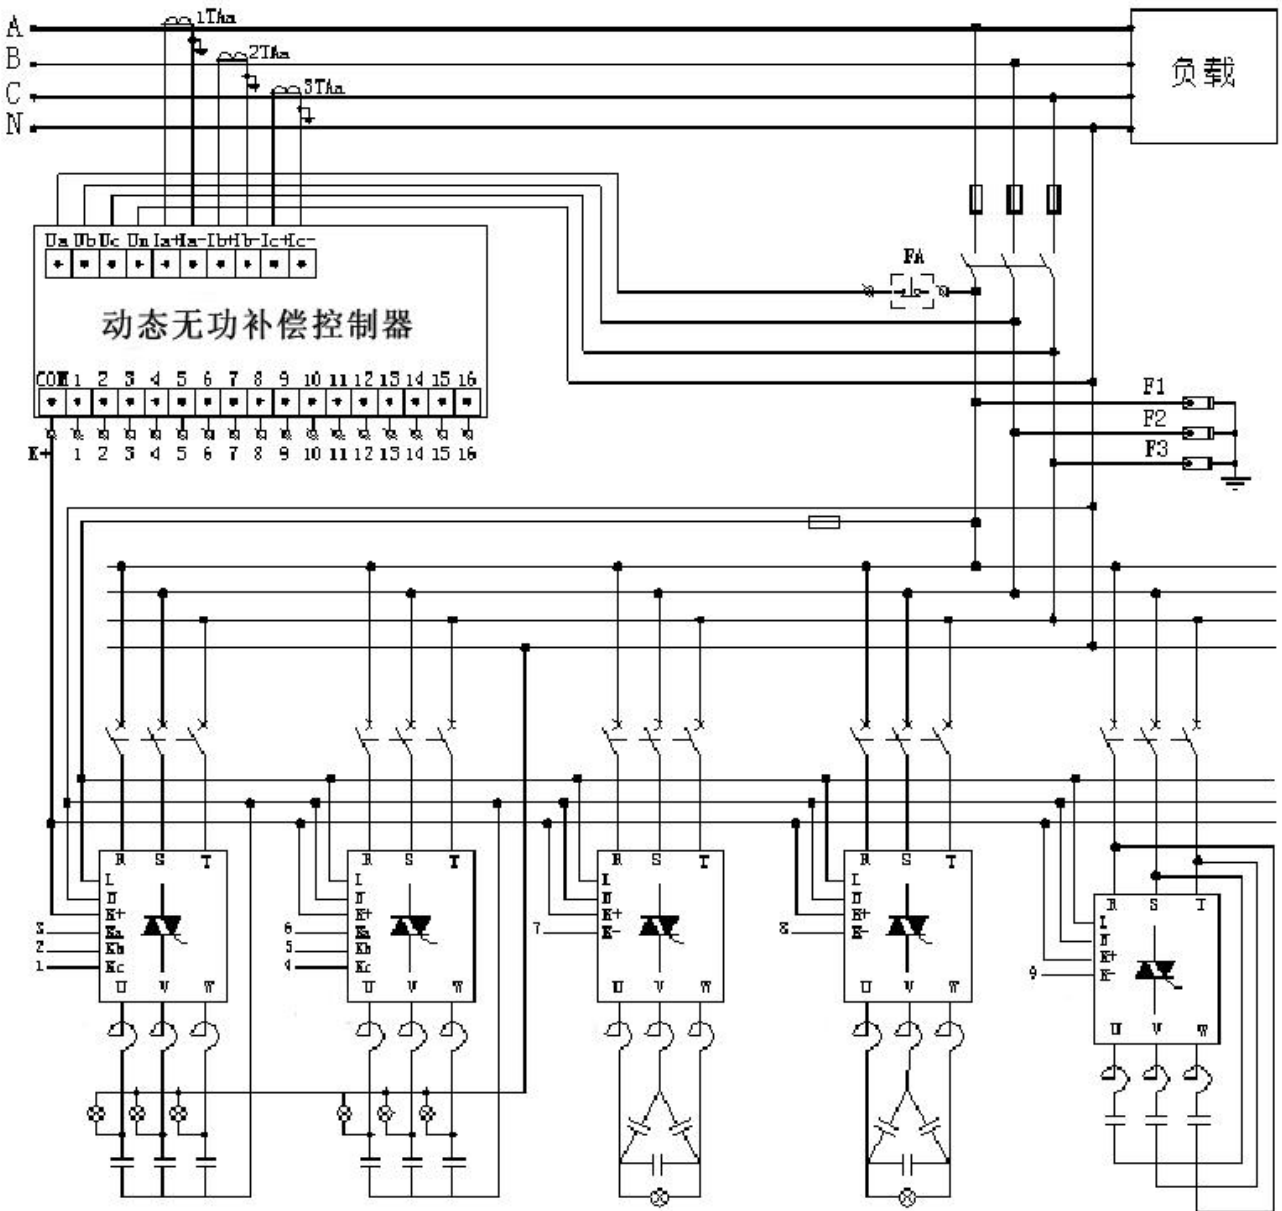 A 1TAa
B 2TAa
C 3TAa
N
负载
Ua Ub Uc Un Ia+ Ia- Ib+ Ib- Ic+ Ic-
FA
动态无功补偿控制器
COM 1 2 3 4 5 6 7 8 9 10 11 12 13 14 15 16
K+ 1 2 3 4 5 6 7 8 9 10 11 12 13 14 15 16
F1
F2
F3
R S T
L
N
K+
3 Ka
2 Kb
1 Kc
U V W
R S T
L
N
K+
6 Ka
5 Kb
4 Kc
U V W
R S T
L
N
K+
7 K-
U V W
R S T
L
N
K+
8 K-
U V W
R S T
L
N
K+
9 K-
U V W